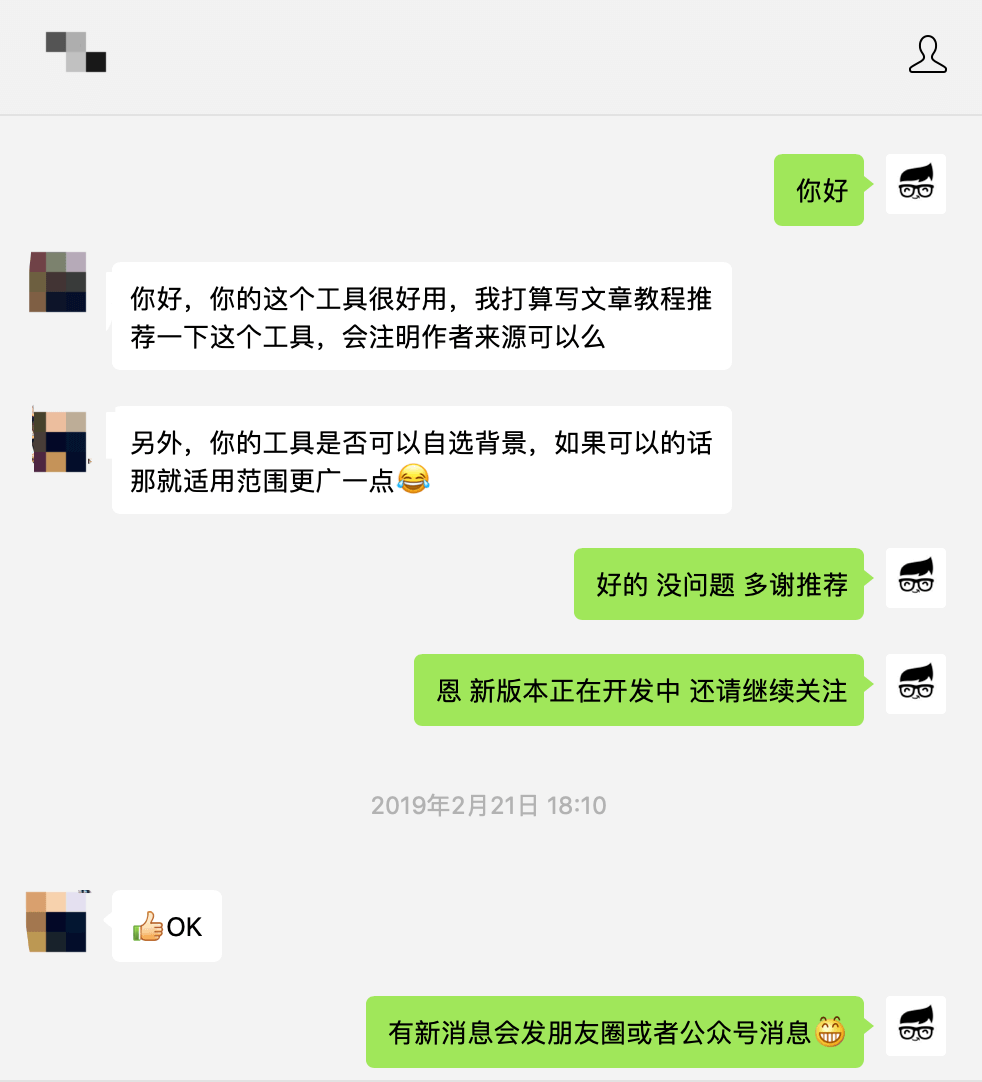 你好
你好，你的这个工具很好用，我打算写文章教程推
荐一下这个工具，会注明作者来源可以么
另外，你的工具是否可以自选背景，如果可以的话
那就适用范围更广一点😂
好的 没问题 多谢推荐
恩 新版本正在开发中 还请继续关注
2019年2月21日 18:10
👍OK
有新消息会发朋友圈或者公众号消息😁